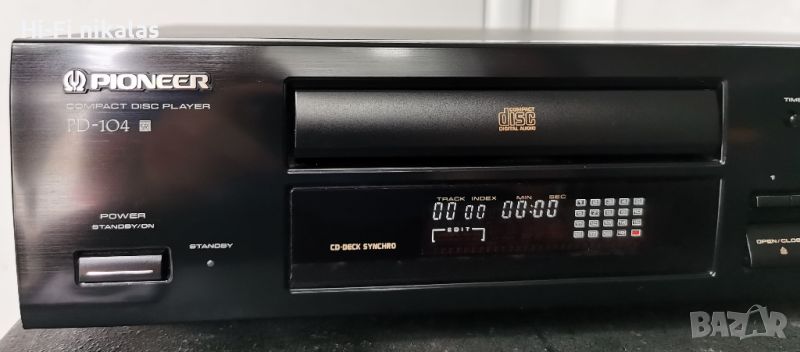 Hi-Fi nikalas
PIONEER
COMPACT DISC PLAYER
PD-104
POWER
STANDBY/ON
STANDBY
COMPACT
disc
DIGITAL AUDIO
TRACK INDEX MIN SEC
00 00 00:00
EDIT
CD-DECK SYNCHRO
TIME
OPEN/CLOSE
BAZAR